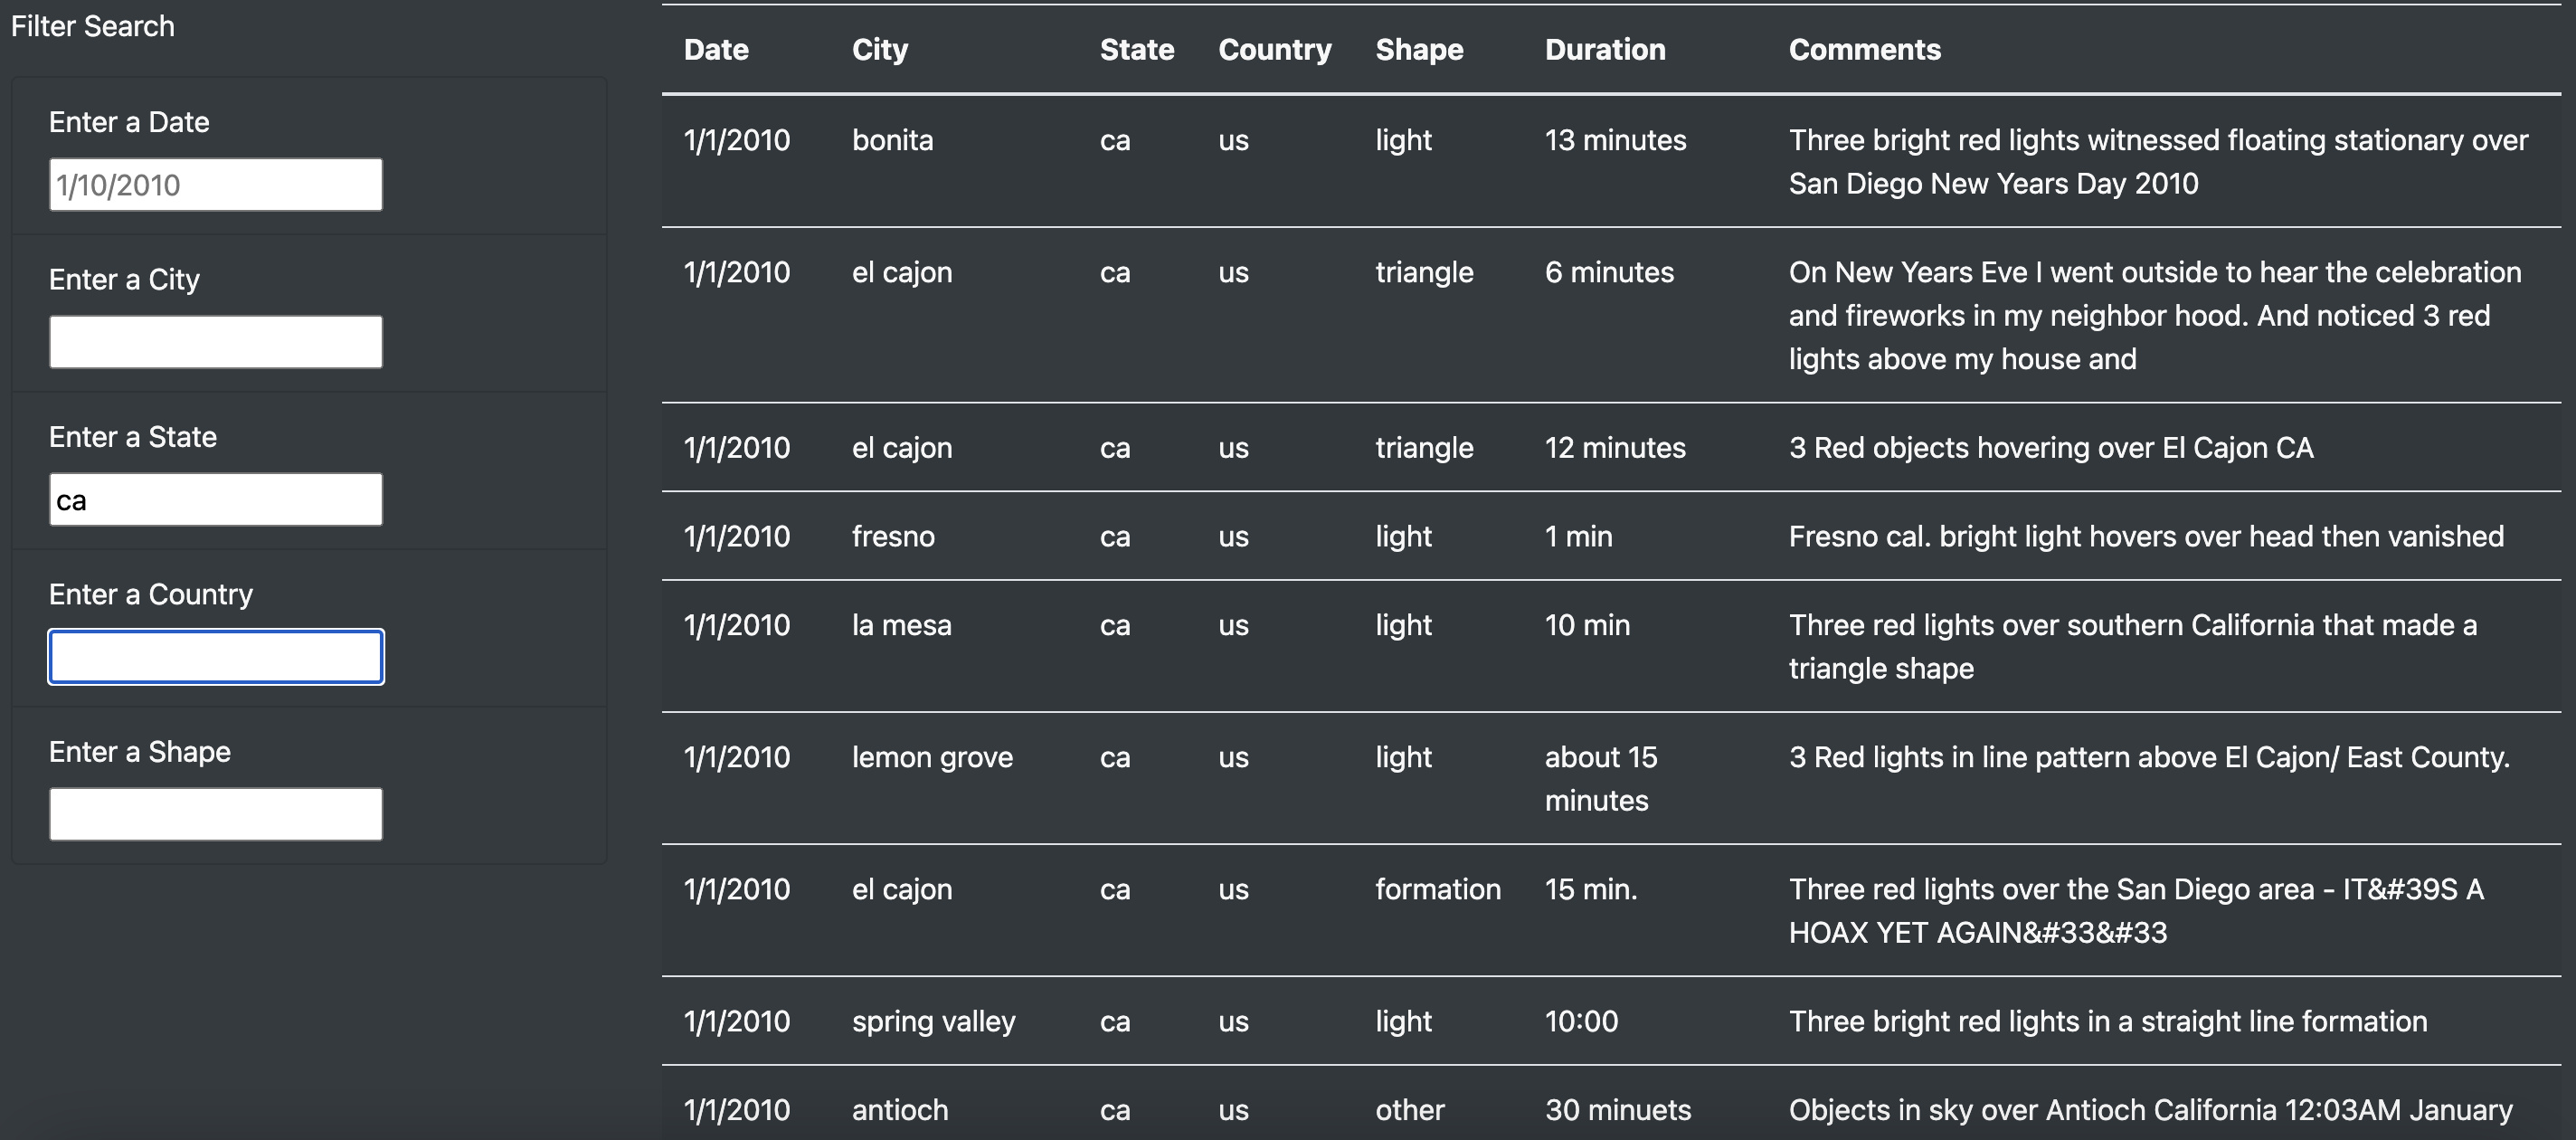 Filter Search
Enter a Date
1/10/2010
Enter a City
Enter a State
ca
Enter a Country
Enter a Shape
Date City State Country Shape Duration Comments
1/1/2010 bonita ca us light 13 minutes Three bright red lights witnessed floating stationary over
San Diego New Years Day 2010
1/1/2010 el cajon ca us triangle 6 minutes On New Years Eve I went outside to hear the celebration
and fireworks in my neighbor hood. And noticed 3 red
lights above my house and
1/1/2010 el cajon ca us triangle 12 minutes 3 Red objects hovering over El Cajon CA
1/1/2010 fresno ca us light 1 min Fresno cal. bright light hovers over head then vanished
1/1/2010 la mesa ca us light 10 min Three red lights over southern California that made a
triangle shape
1/1/2010 lemon grove ca us light about 15 3 Red lights in line pattern above El Cajon/ East County.
minutes
1/1/2010 el cajon ca us formation 15 min. Three red lights over the San Diego area - IT&#39S A
HOAX YET AGAIN&#33&#33
1/1/2010 spring valley ca us light 10:00 Three bright red lights in a straight line formation
1/1/2010 antioch ca us other 30 minuets Objects in sky over Antioch California 12:03AM January